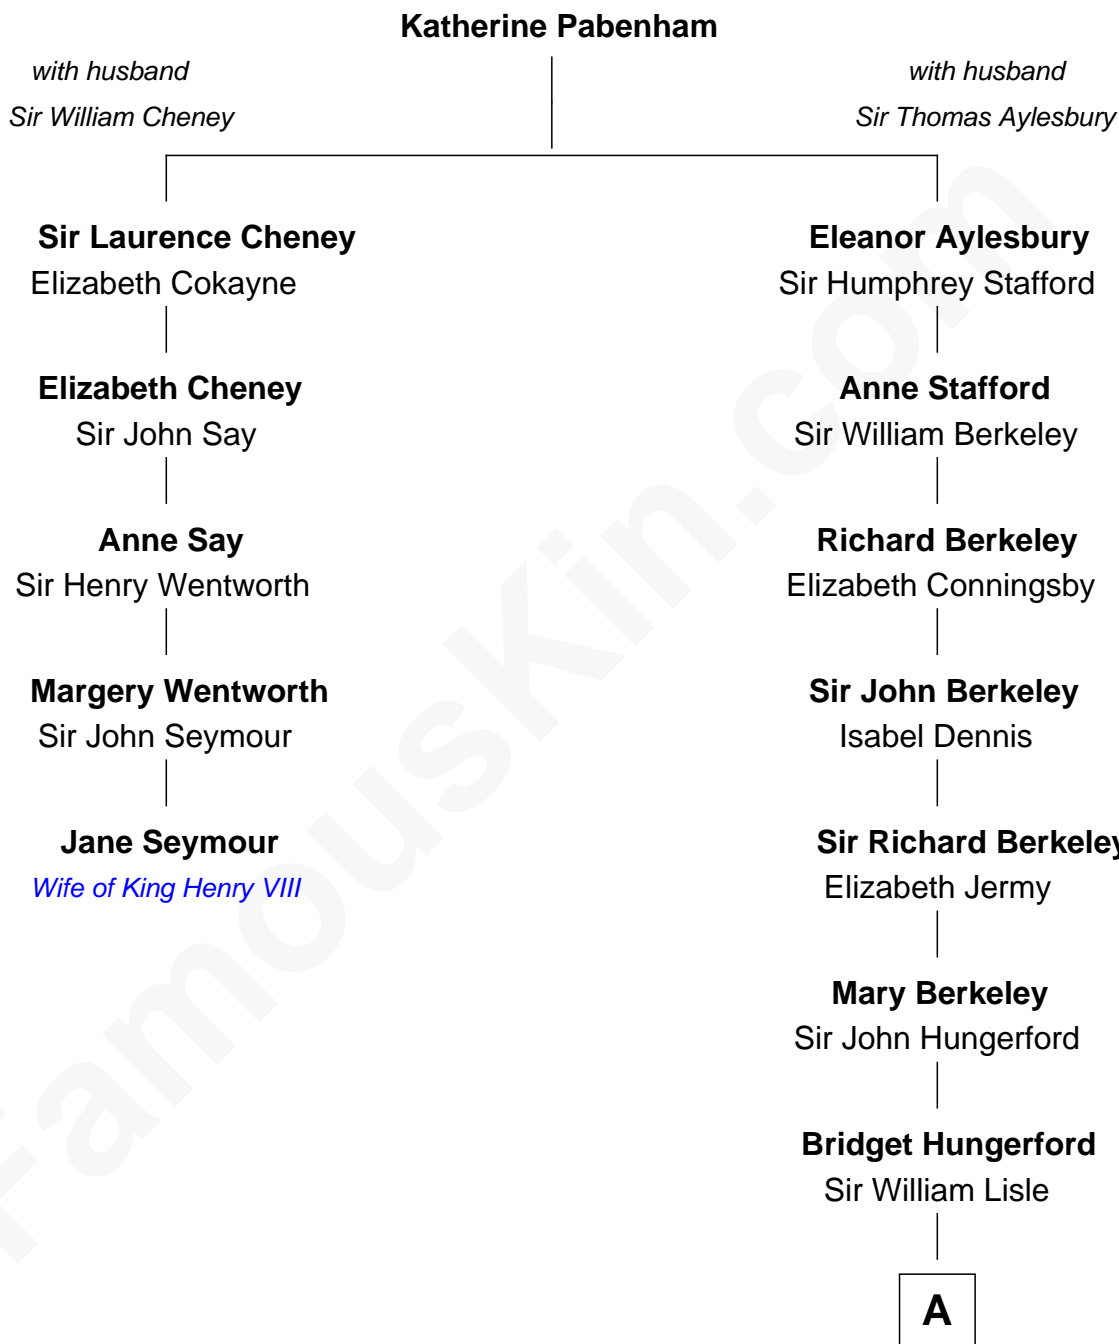 Katherine Pabenham
with husband
Sir William Cheney
with husband
Sir Thomas Aylesbury
Sir Laurence Cheney
Elizabeth Cokayne
Elizabeth Cheney
Sir John Say
Anne Say
Sir Henry Wentworth
Margery Wentworth
Sir John Seymour
Jane Seymour
Wife of King Henry VIII
Eleanor Aylesbury
Sir Humphrey Stafford
Anne Stafford
Sir William Berkeley
Richard Berkeley
Elizabeth Conningsby
Sir John Berkeley
Isabel Dennis
Sir Richard Berkeley
Elizabeth Jermy
Mary Berkeley
Sir John Hungerford
Bridget Hungerford
Sir William Lisle
A
FamousKin.com